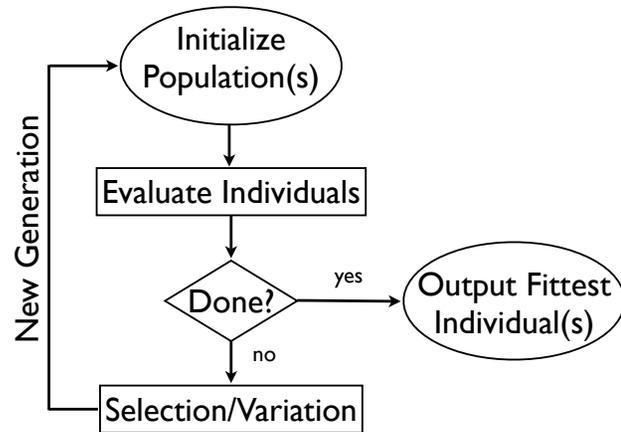 Initialize
Population(s)
Evaluate Individuals
Done?
yes
Output Fittest
Individual(s)
no
Selection/Variation
New Generation